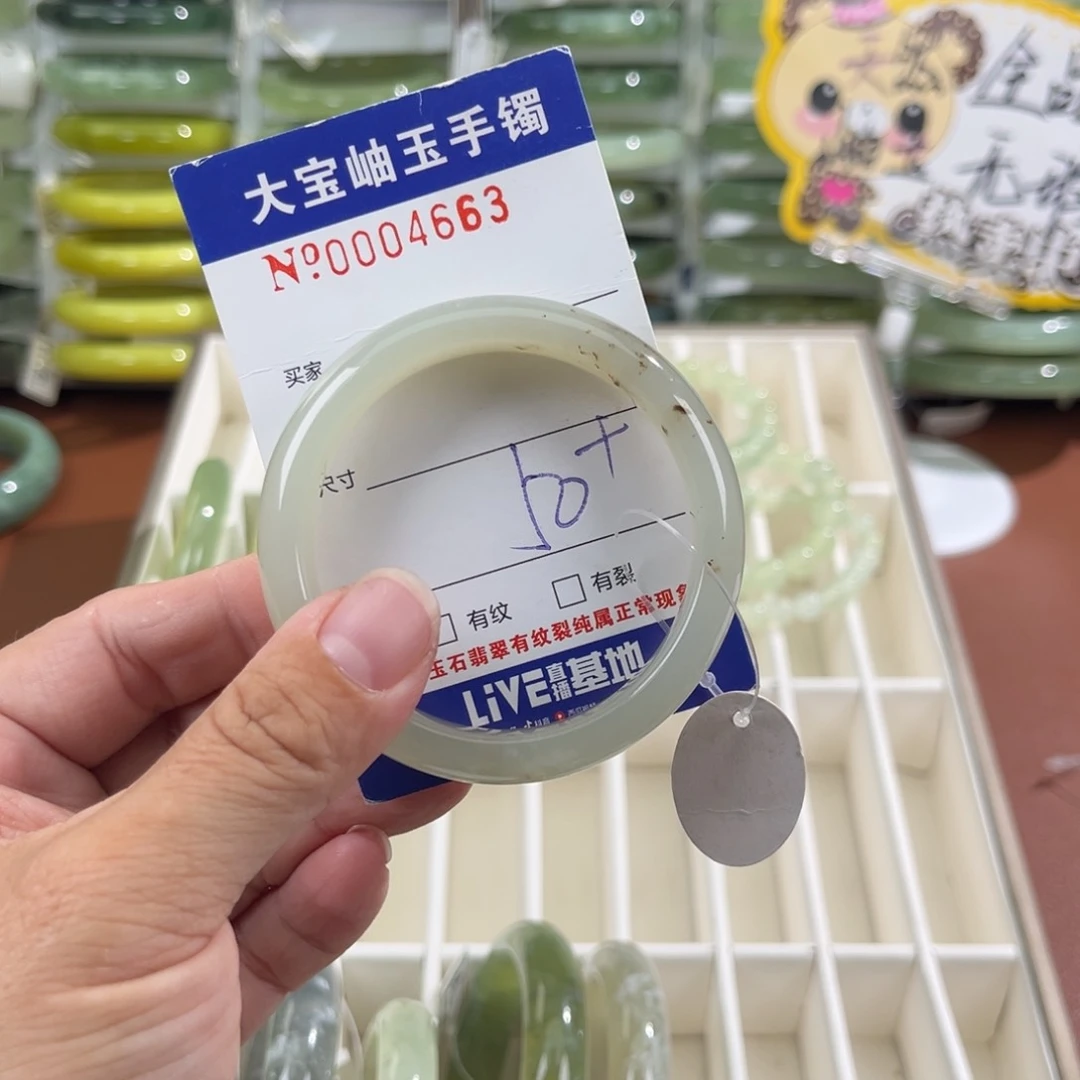 大宝岫玉手镯
Nº0004663
买家
尺寸
50+
有纹 有裂
玉石翡翠有纹裂纯属正常现象
LiVE直播基地